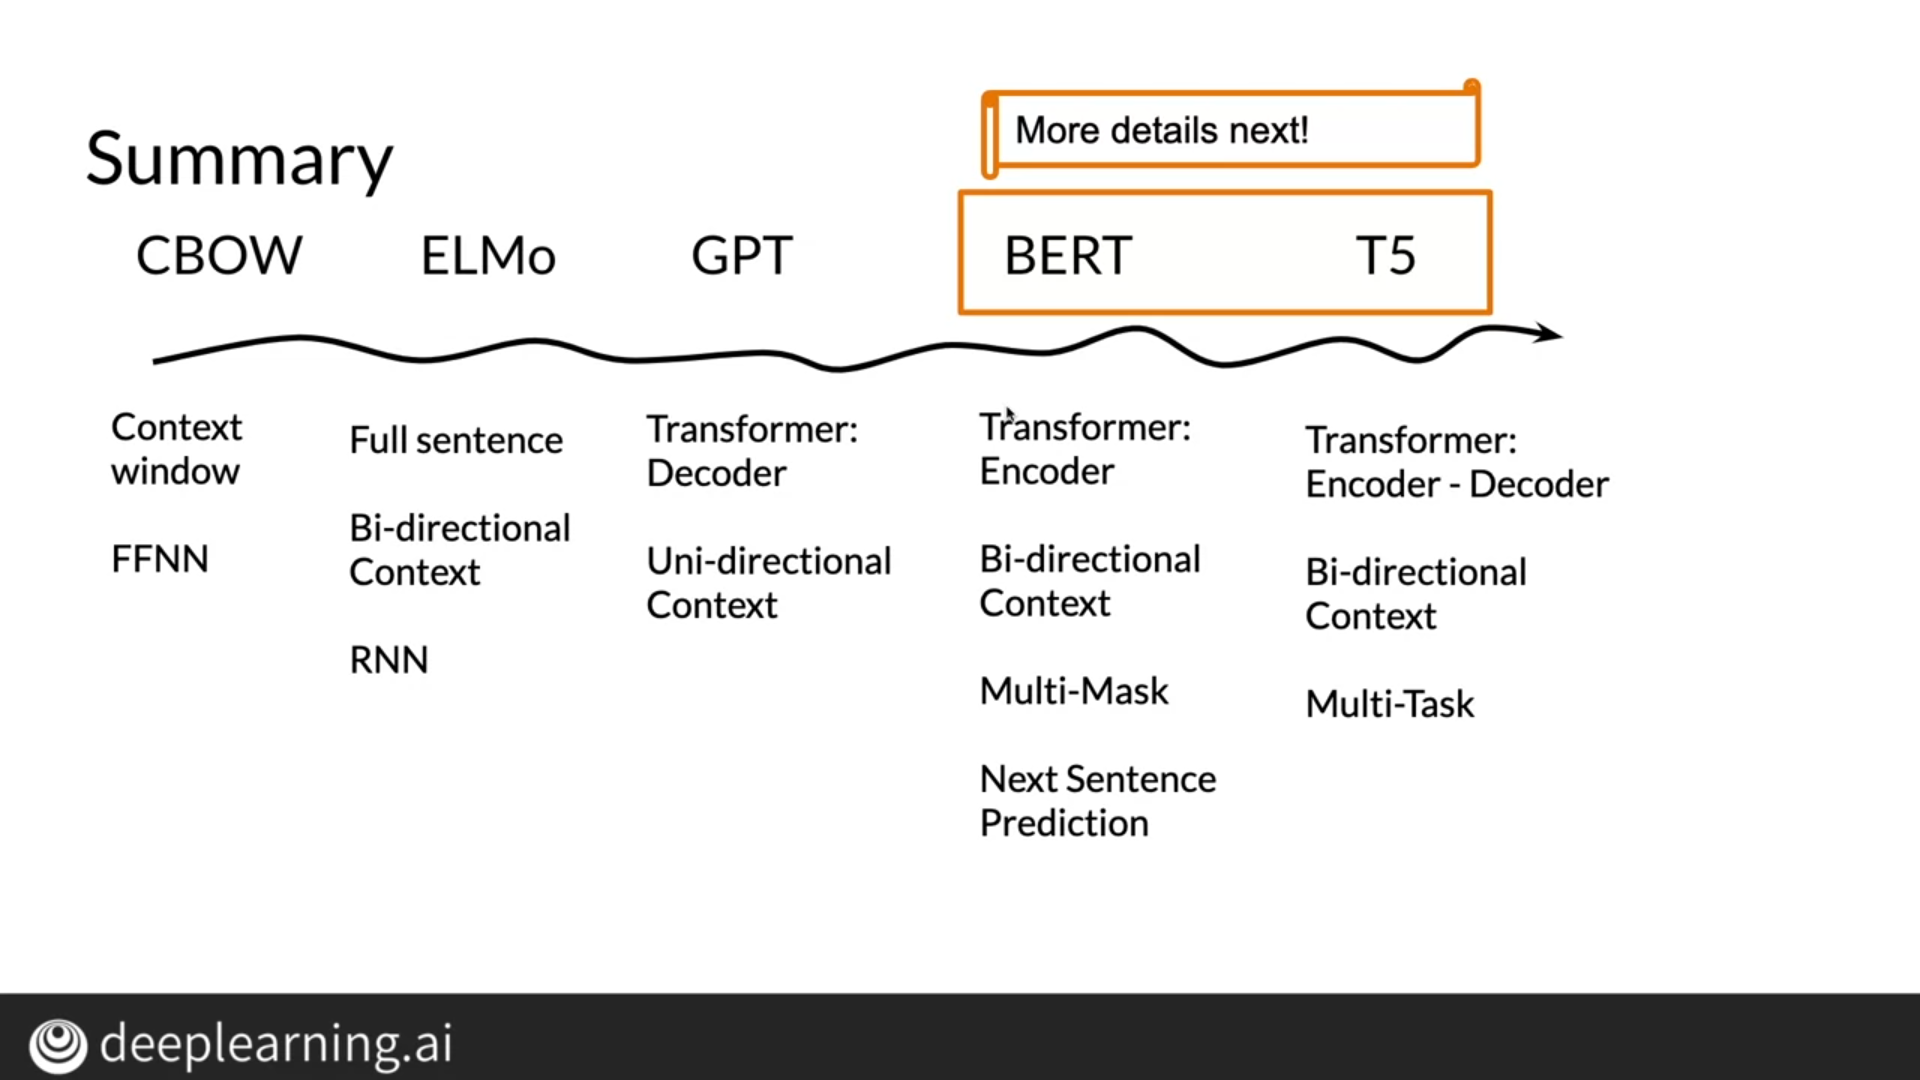 More details next!
Summary
CBOW
ELMo
GPT
BERT
T5
Context
window
FFNN
Full sentence
Bi-directional
Context
RNN
Transformer:
Decoder
Uni-directional
Context
Transformer:
Encoder
Bi-directional
Context
Multi-Mask
Next Sentence
Prediction
Transformer:
Encoder - Decoder
Bi-directional
Context
Multi-Task
deeplearning.ai